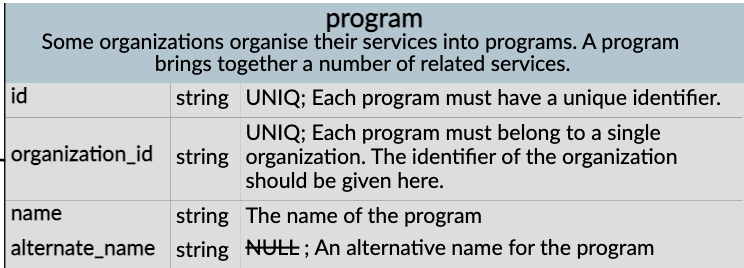 program
Some organizations organise their services into programs. A program
brings together a number of related services.
id string UNIQ; Each program must have a unique identifier.
organization_id string UNIQ; Each program must belong to a single
organization. The identifier of the organization
should be given here.
name string The name of the program
alternate_name string NULL ; An alternative name for the program